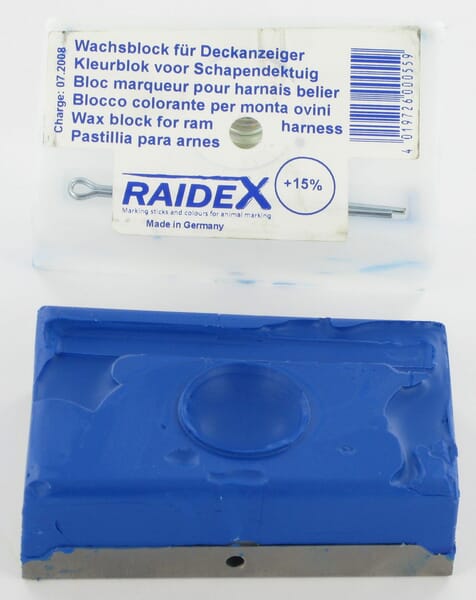 Charge: 07.2008
Wachsblock für Deckanzeiger
Kleurblok voor Schapendektuig
Bloc marqueur pour harnais belier
Blocco colorante per monta ovini
Wax block for ram harness
Pastillia para arnes
4 019726 000559
RAIDEX
+15%
Marking sticks and colours for animal marking
Made in Germany